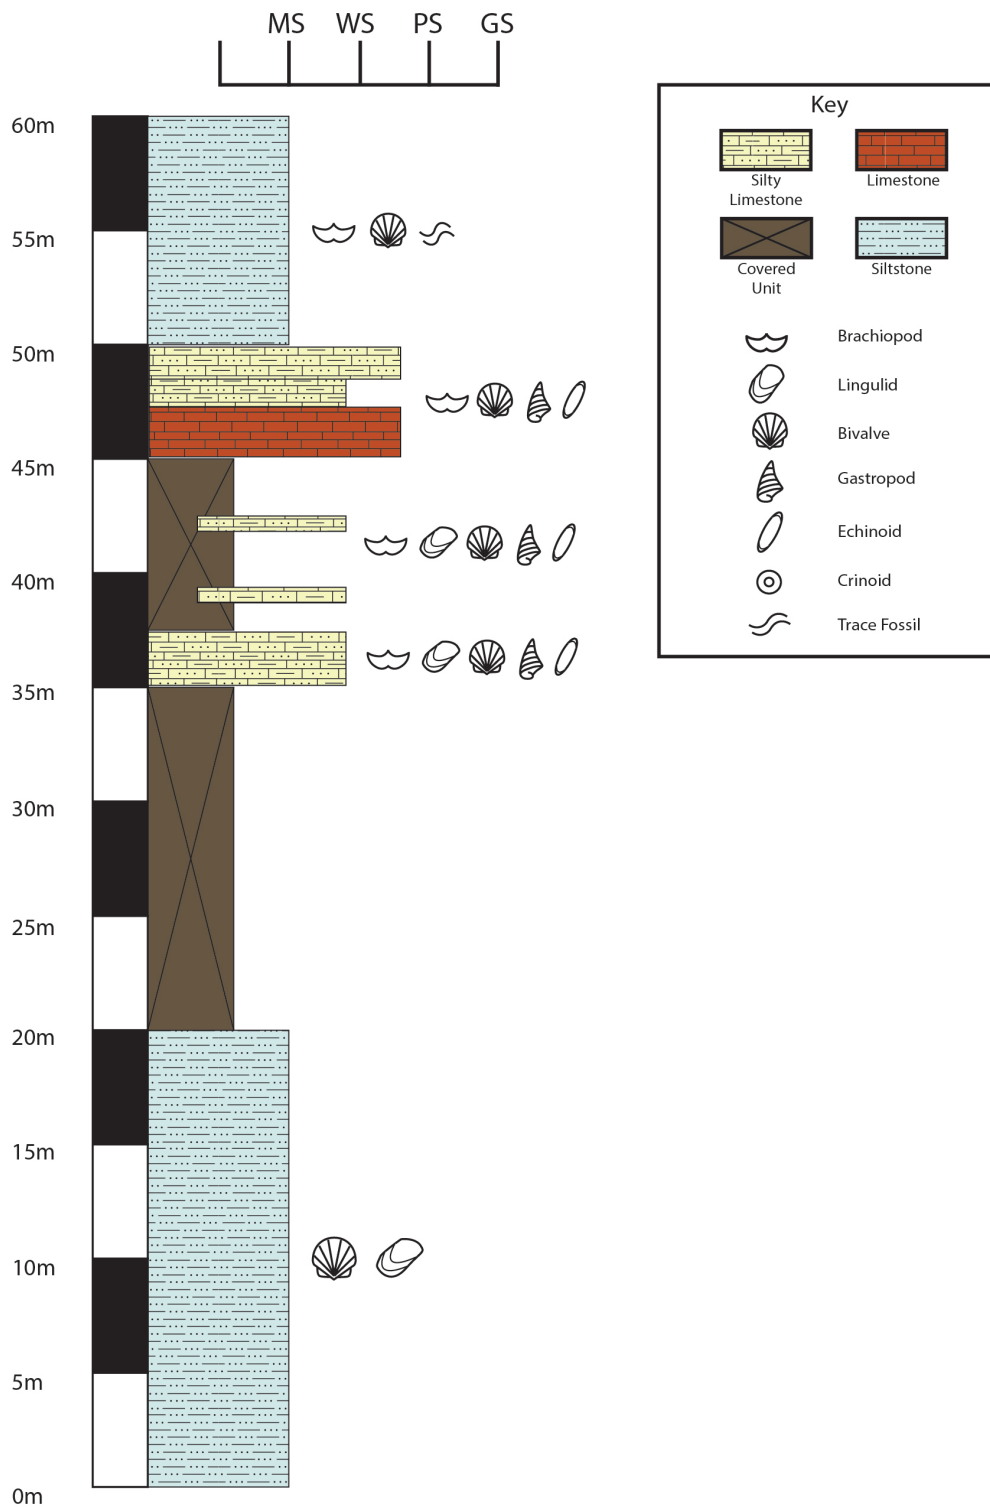 MS WS PS GS
60m
55m
50m
45m
40m
35m
30m
25m
20m
15m
10m
5m
0m
Key
Silty
Limestone
Limestone
Covered
Unit
Siltstone
Brachiopod
Lingulid
Bivalve
Gastropod
Echinoid
Crinoid
Trace Fossil